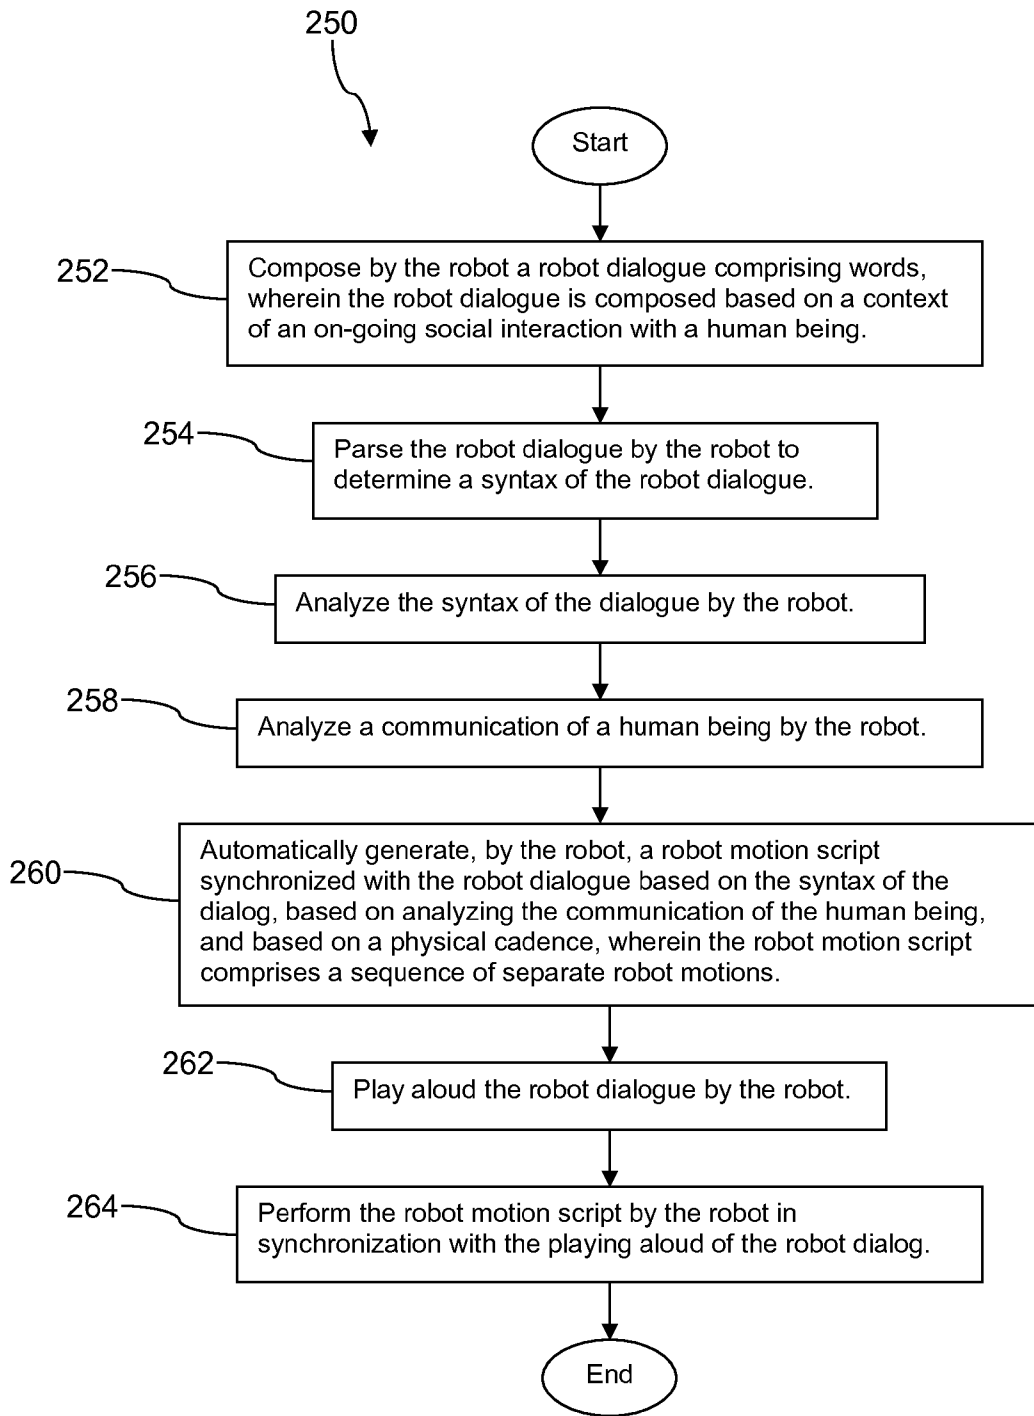 250
Start
252
Compose by the robot a robot dialogue comprising words,
wherein the robot dialogue is composed based on a context
of an on-going social interaction with a human being.
254
Parse the robot dialogue by the robot to
determine a syntax of the robot dialogue.
256
Analyze the syntax of the dialogue by the robot.
258
Analyze a communication of a human being by the robot.
260
Automatically generate, by the robot, a robot motion script
synchronized with the robot dialogue based on the syntax of the
dialog, based on analyzing the communication of the human being,
and based on a physical cadence, wherein the robot motion script
comprises a sequence of separate robot motions.
262
Play aloud the robot dialogue by the robot.
264
Perform the robot motion script by the robot in
synchronization with the playing aloud of the robot dialog.
End